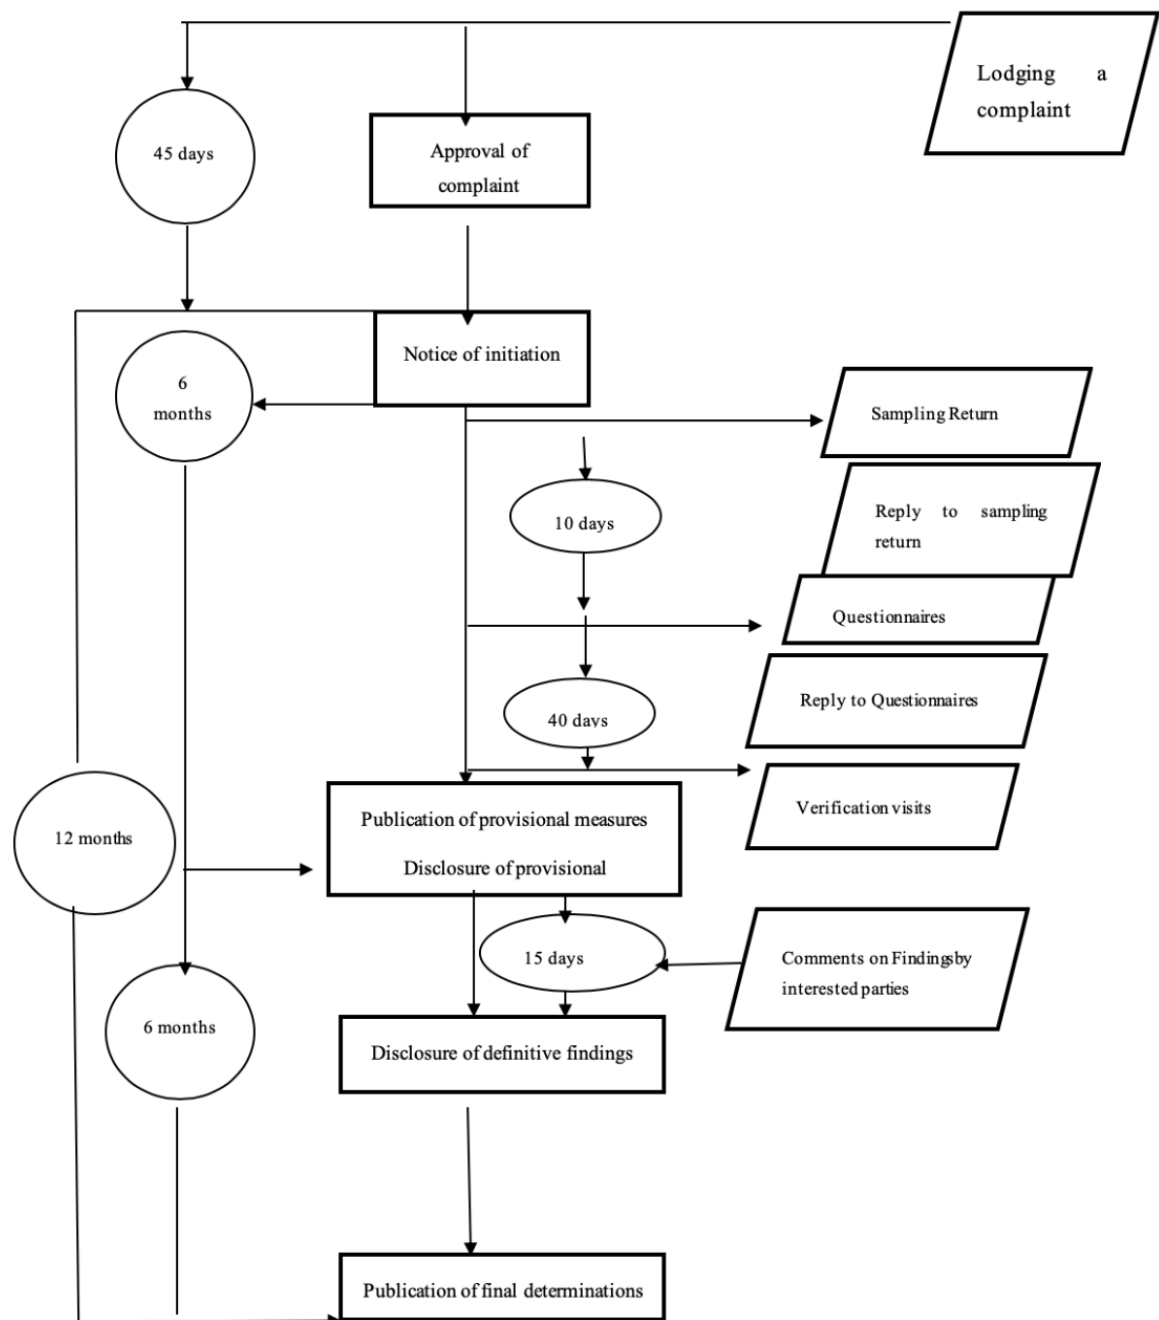 Lodging a
complaint
45 days
Approval of
complaint
Notice of initiation
6
months
Sampling Return
Reply to sampling
return
10 days
Questionnaires
Reply to Questionnaires
40 days
Verification visits
Publication of provisional measures
Disclosure of provisional
12 months
15 days
Comments on Findingsby
interested parties
6 months
Disclosure of definitive findings
Publication of final determinations